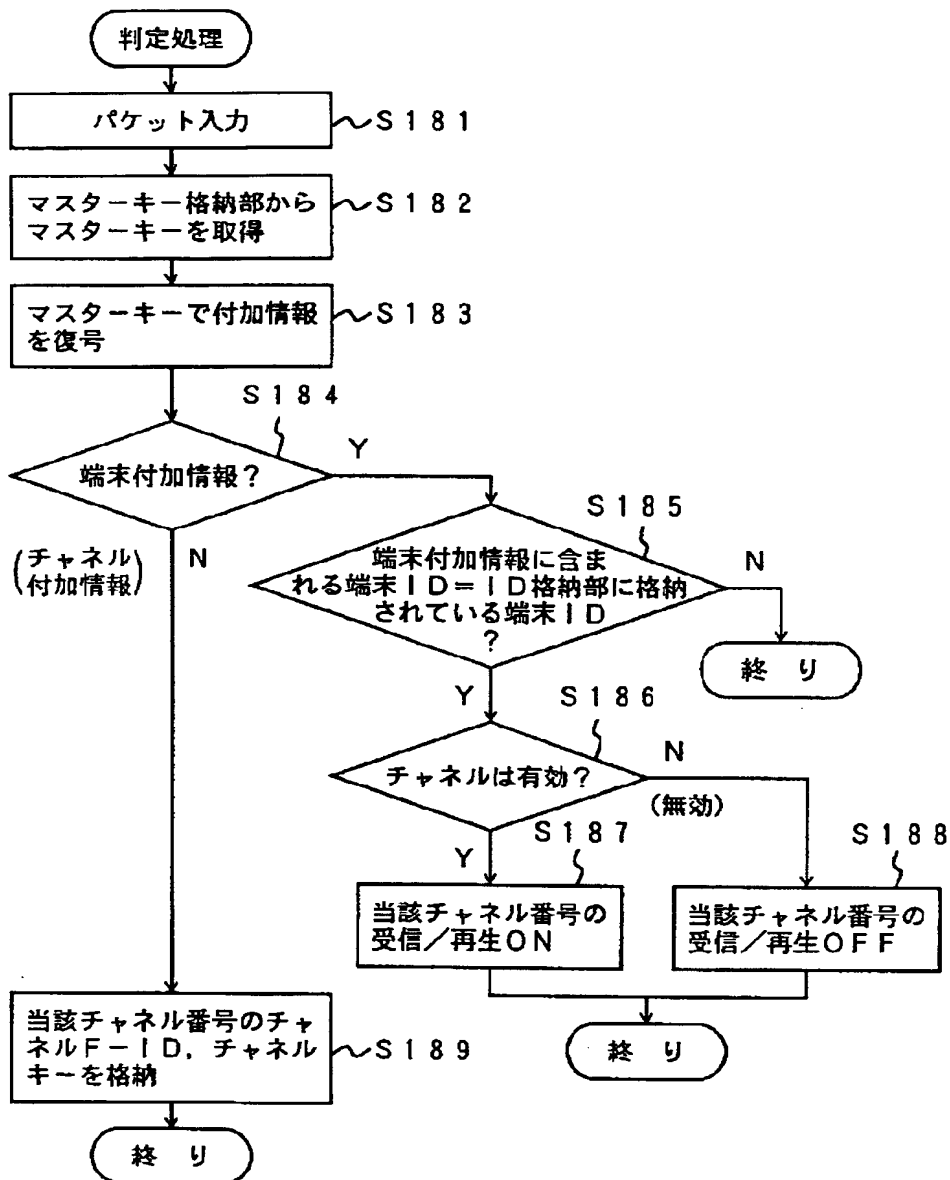 判定処理
パケット入力
S181
マスターキー格納部から
マスターキーを取得
S182
マスターキーで付加情報
を復号
S183
S184
端末付加情報?
Y
N
(チャネル
付加情報)
S185
端末付加情報に含ま
れる端末ID=ID格納部に格納
されている端末ID
?
N
終り
Y
S186
チャネルは有効?
N
(無効)
Y
S187
当該チャネル番号の
受信/再生ON
S188
当該チャネル番号の
受信/再生OFF
終り
当該チャネル番号のチャ
ネルF-ID,チャネル
キーを格納
S189
終り